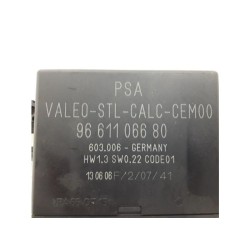 PSA
VALEO-STL-CALC-CEM00
96 611 066 80
603.006 - GERMANY
HW1.3 SW0.22 CODE01
13 06 06 F/2/07/41